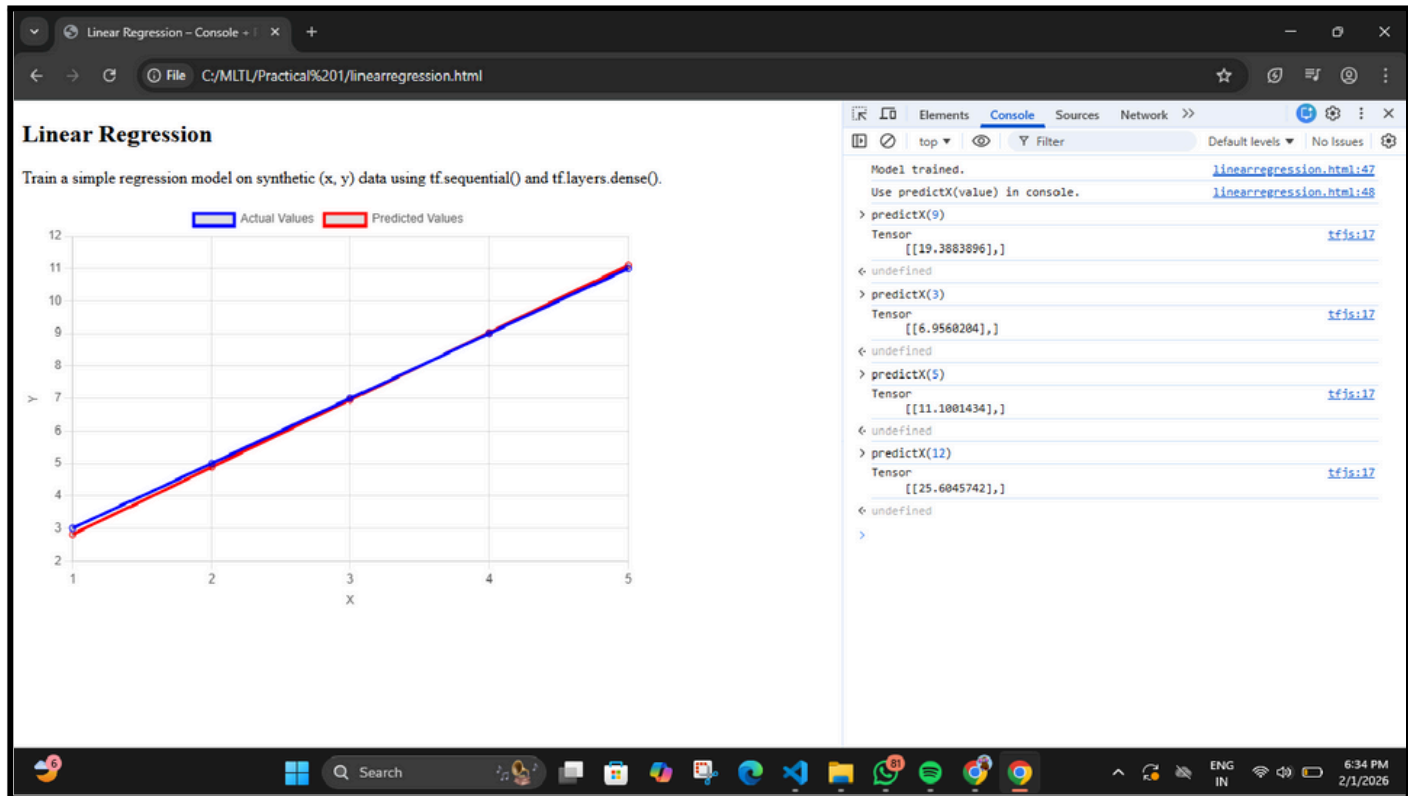 Linear Regression – Console +
File C:/MLTL/Practical%201/linearregression.html
Linear Regression
Train a simple regression model on synthetic (x, y) data using tf.sequential() and tf.layers.dense().
Actual Values Predicted Values
12
11
10
9
8
7
6
5
4
3
2
Y
1 2 3 4 5
X
Elements Console Sources Network >>
top Filter Default levels No Issues
Model trained. linearregression.html:47
Use predictX(value) in console. linearregression.html:48
> predictX(9)
Tensor tfjs:17
[[19.3883896],]
undefined
> predictX(3)
Tensor tfjs:17
[[6.9560204],]
undefined
> predictX(5)
Tensor tfjs:17
[[11.1001434],]
undefined
> predictX(12)
Tensor tfjs:17
[[25.6045742],]
undefined
>
6
Search
81
ENG
IN
6:34 PM
2/1/2026